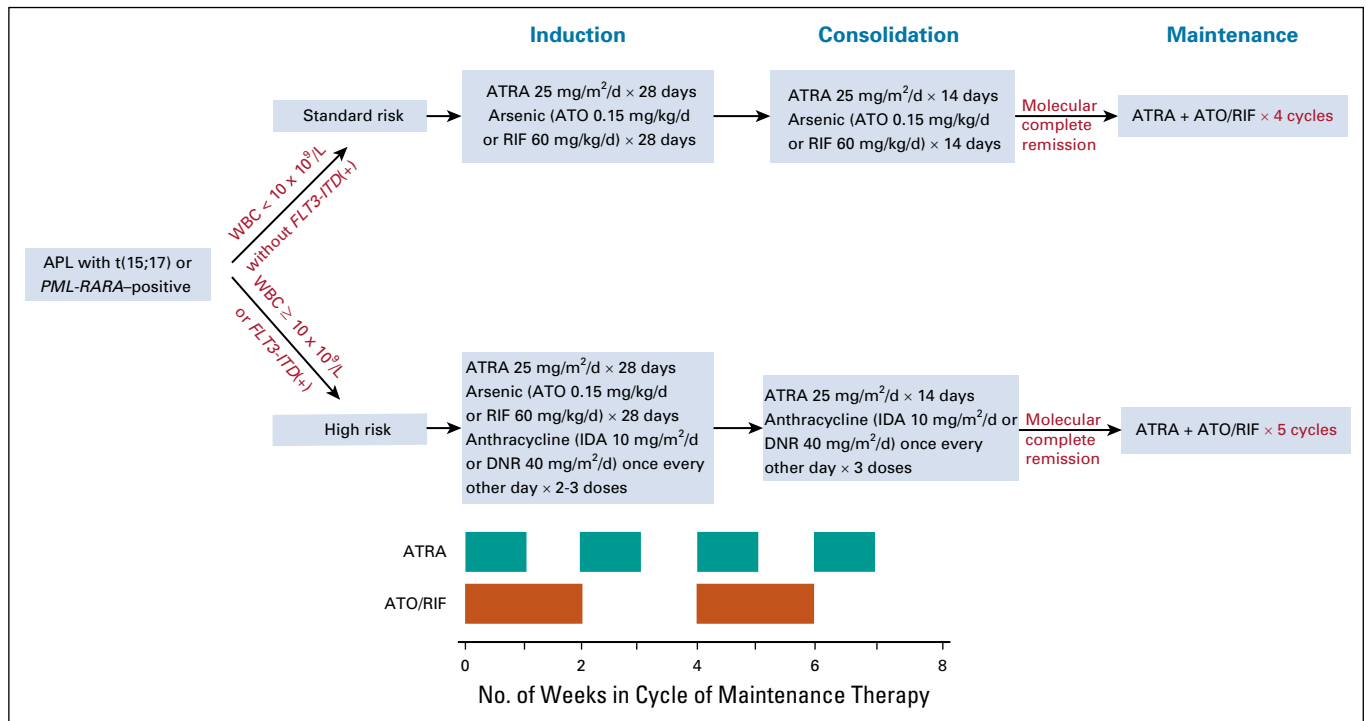 Induction
Consolidation
Maintenance
Standard risk
ATRA 25 mg/m²/d × 28 days
Arsenic (ATO 0.15 mg/kg/d
or RIF 60 mg/kg/d) × 28 days
ATRA 25 mg/m²/d × 14 days
Arsenic (ATO 0.15 mg/kg/d
or RIF 60 mg/kg/d) × 14 days
Molecular
complete
remission
ATRA + ATO/RIF × 4 cycles
WBC < 10 x 10⁹/L
without FLT3-ITD(+)
APL with t(15;17) or
PML-RARA–positive
WBC ≥ 10 x 10⁹/L
or FLT3-ITD(+)
High risk
ATRA 25 mg/m²/d × 28 days
Arsenic (ATO 0.15 mg/kg/d
or RIF 60 mg/kg/d) × 28 days
Anthracycline (IDA 10 mg/m²/d
or DNR 40 mg/m²/d) once every
other day × 2-3 doses
ATRA 25 mg/m²/d × 14 days
Anthracycline (IDA 10 mg/m²/d or
DNR 40 mg/m²/d) once every
other day × 3 doses
Molecular
complete
remission
ATRA + ATO/RIF × 5 cycles
ATRA
ATO/RIF
0 2 4 6 8
No. of Weeks in Cycle of Maintenance Therapy